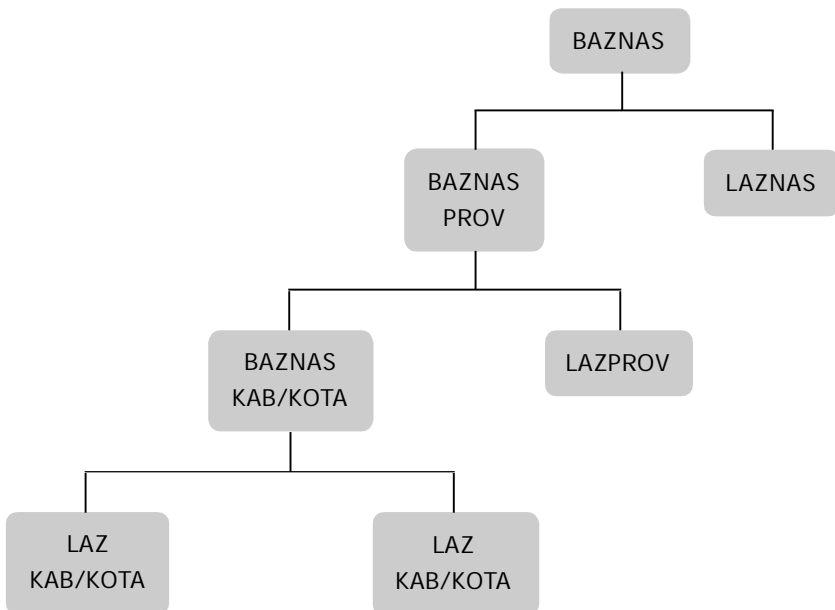 BAZNAS
BAZNAS
PROV
LAZNAS
BAZNAS
KAB/KOTA
LAZPROV
LAZ
KAB/KOTA
LAZ
KAB/KOTA